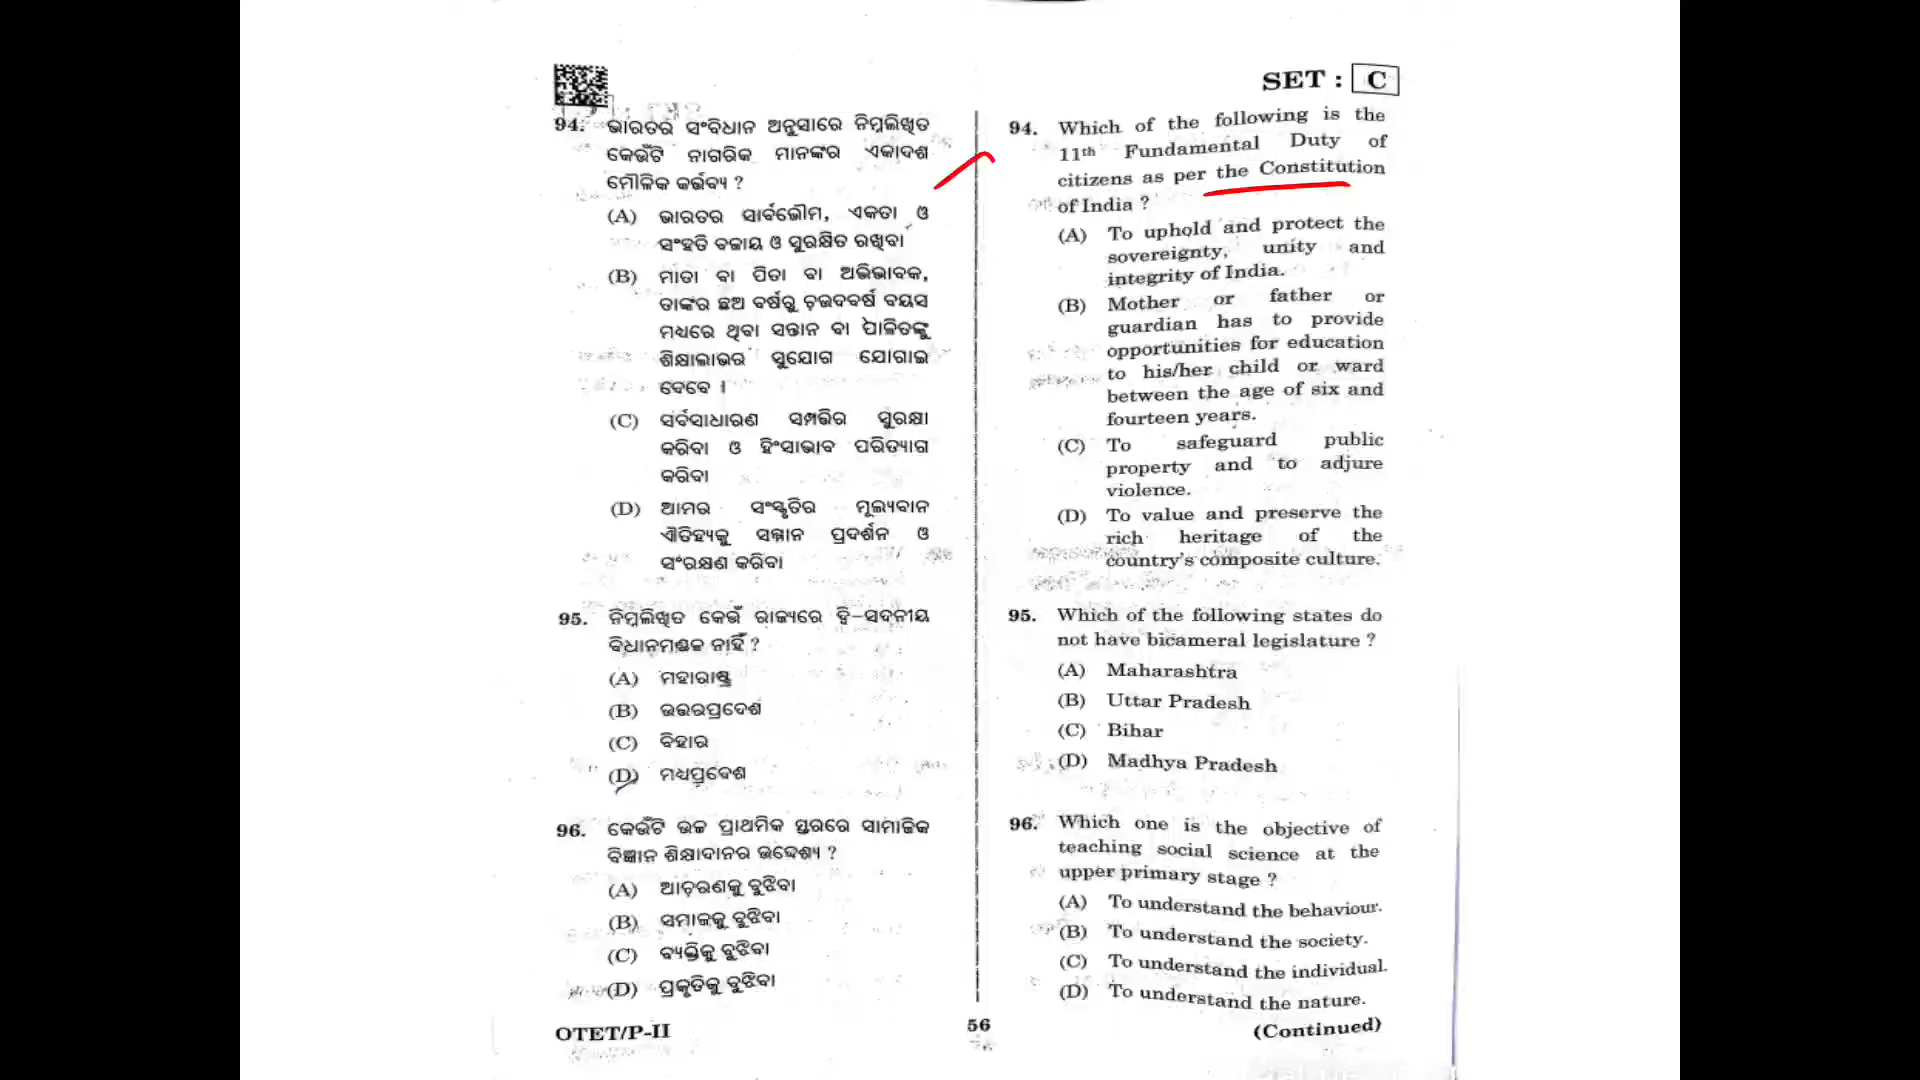 SET : C
94. ଭାରତର ସଂବିଧାନ ଅନୁସାରେ ନିମ୍ନଲିଖିତ
କେଉଁଟି ନାଗରିକ ମାନଙ୍କର ଏକାଦଶ
ମୌଳିକ କର୍ତ୍ତବ୍ୟ ?
(A) ଭାରତର ସାର୍ବଭୌମ, ଏକତା ଓ
ସଂହତି ବଜାୟ ଓ ସୁରକ୍ଷିତ ରଖିବା
(B) ମାତା ବା ପିତା ବା ଅଭିଭାବକ,
ତାଙ୍କର ଛଅ ବର୍ଷରୁ ଚଉଦବର୍ଷ ବୟସ
ମଧ୍ୟରେ ଥିବା ସନ୍ତାନ ବା ପାଳିତଙ୍କୁ
ଶିକ୍ଷାଲାଭର ସୁଯୋଗ ଯୋଗାଇ
ଦେବେ ।
(C) ସର୍ବସାଧାରଣ ସମ୍ପତ୍ତିର ସୁରକ୍ଷା
କରିବା ଓ ହିଂସାଭାବ ପରିତ୍ୟାଗ
କରିବା
(D) ଆମର ସଂସ୍କୃତିର ମୂଲ୍ୟବାନ
ଐତିହ୍ୟକୁ ସମ୍ମାନ ପ୍ରଦର୍ଶନ ଓ
ସଂରକ୍ଷଣ କରିବା
95. ନିମ୍ନଲିଖିତ କେଉଁ ରାଜ୍ୟରେ ଦ୍ୱି-ସଦନୀୟ
ବିଧାନମଣ୍ଡଳ ନାହିଁ ?
(A) ମହାରାଷ୍ଟ୍ର
(B) ଉତ୍ତରପ୍ରଦେଶ
(C) ବିହାର
(D) ମଧ୍ୟପ୍ରଦେଶ
96. କେଉଁଟି ଉଚ୍ଚ ପ୍ରାଥମିକ ସ୍ତରରେ ସାମାଜିକ
ବିଜ୍ଞାନ ଶିକ୍ଷାଦାନର ଉଦ୍ଦେଶ୍ୟ ?
(A) ଆଚରଣକୁ ବୁଝିବା
(B) ସମାଜକୁ ବୁଝିବା
(C) ବ୍ୟକ୍ତିକୁ ବୁଝିବା
(D) ପ୍ରକୃତିକୁ ବୁଝିବା
94. Which of the following is the
11th Fundamental Duty of
citizens as per the Constitution
of India ?
(A) To uphold and protect the
sovereignty, unity and
integrity of India.
(B) Mother or father or
guardian has to provide
opportunities for education
to his/her child or ward
between the age of six and
fourteen years.
(C) To safeguard public
property and to adjure
violence.
(D) To value and preserve the
rich heritage of the
country's composite culture.
95. Which of the following states do
not have bicameral legislature ?
(A) Maharashtra
(B) Uttar Pradesh
(C) Bihar
(D) Madhya Pradesh
96. Which one is the objective of
teaching social science at the
upper primary stage ?
(A) To understand the behaviour.
(B) To understand the society.
(C) To understand the individual.
(D) To understand the nature.
OTET/P-II
56
(Continued)